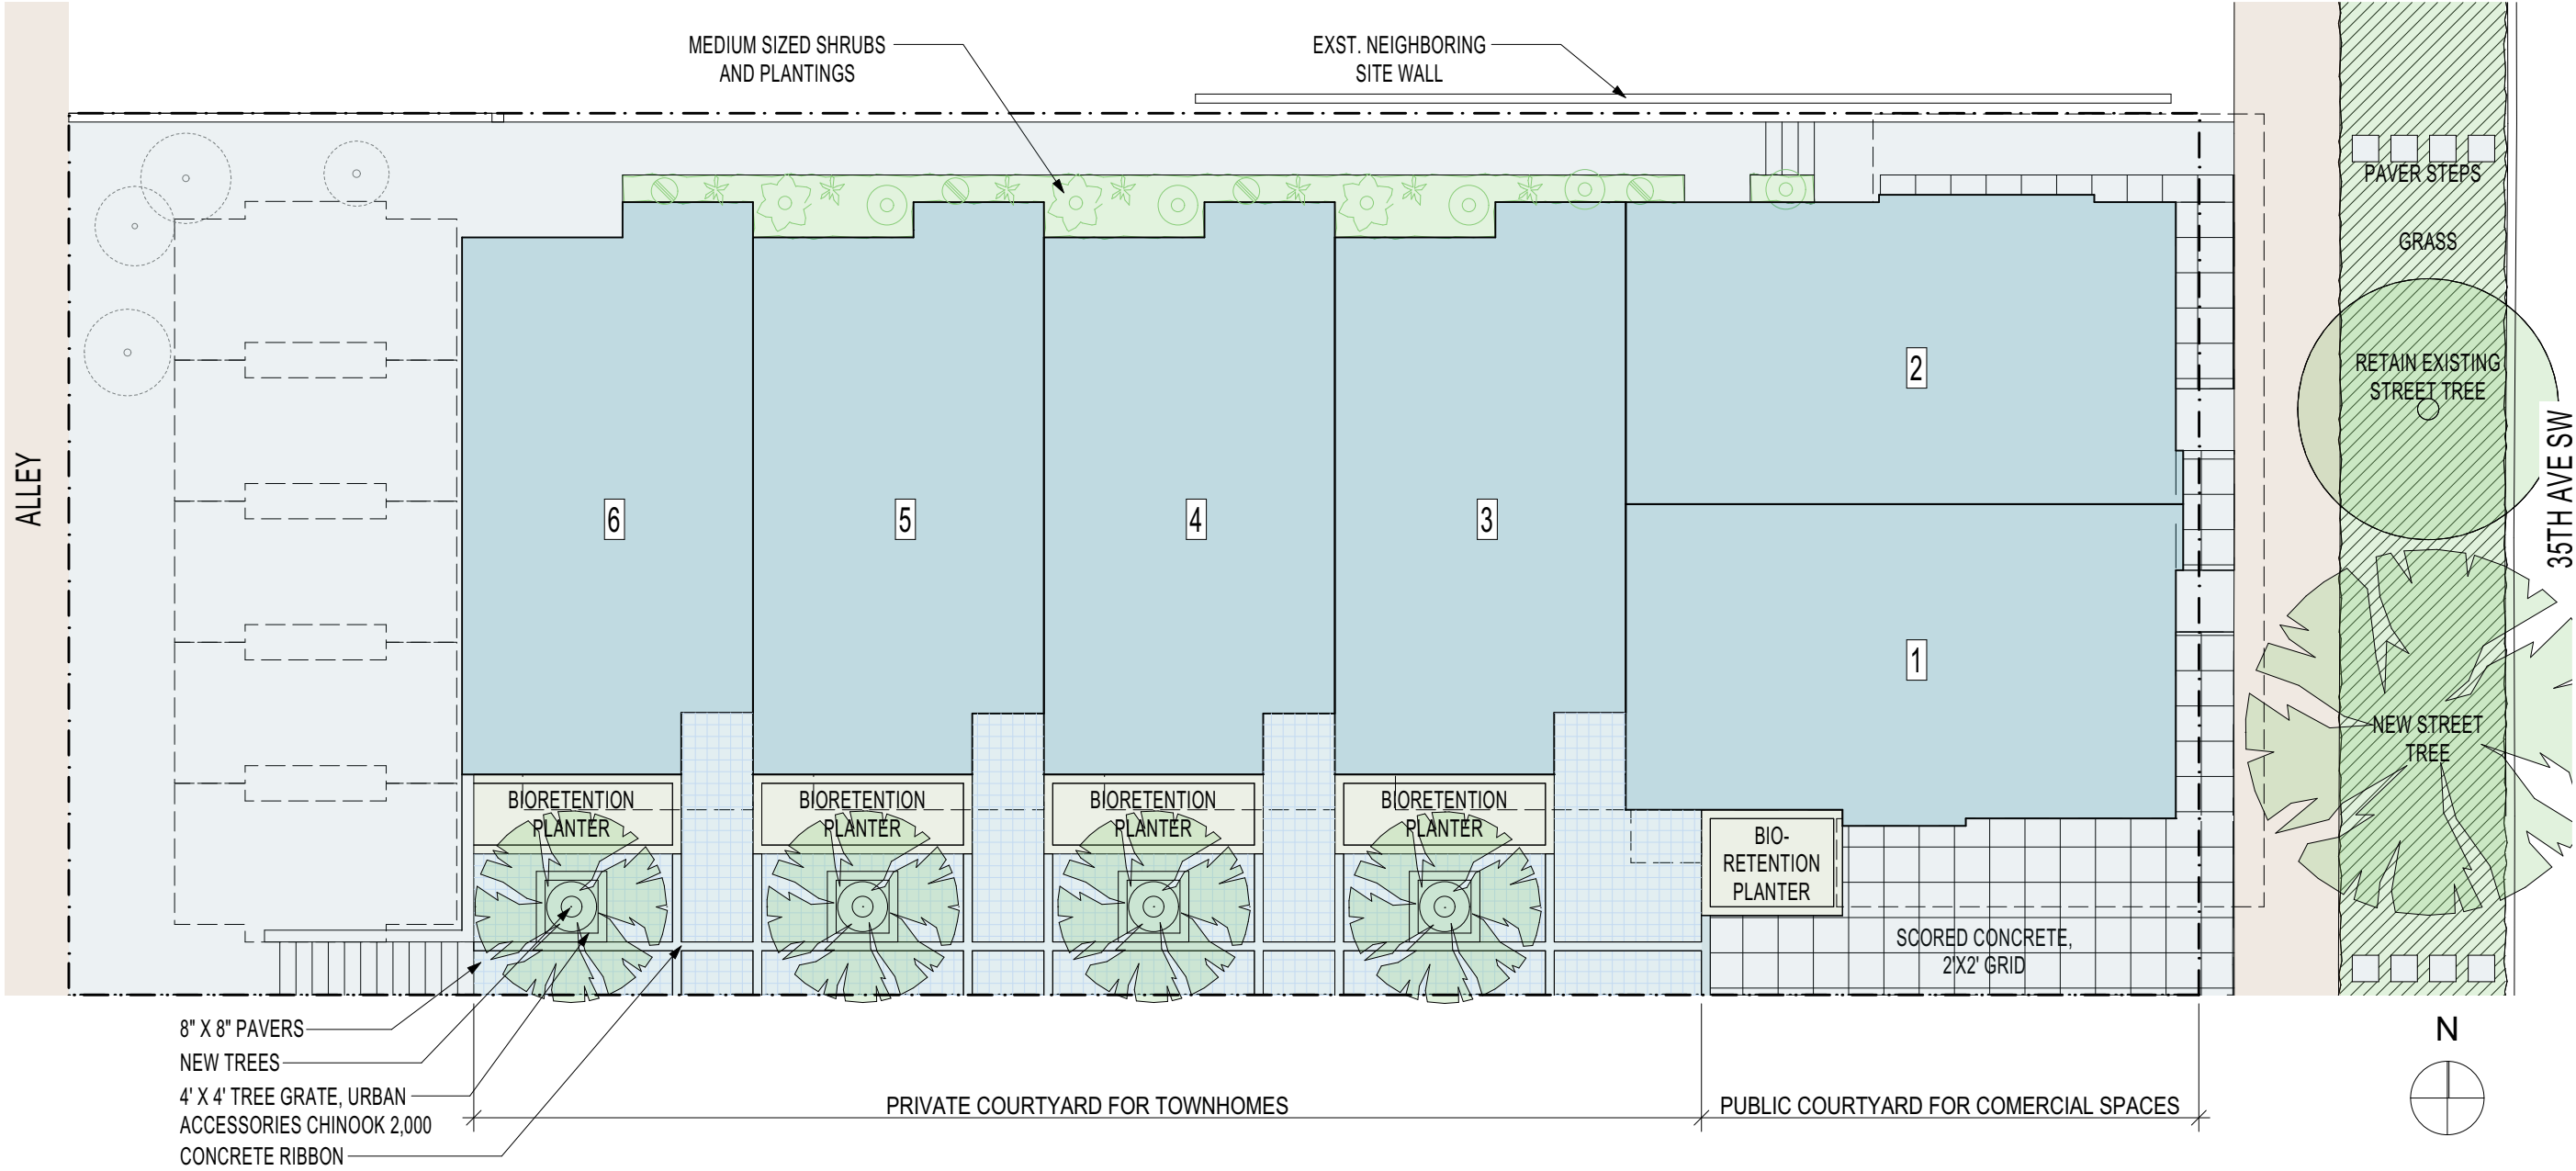 MEDIUM SIZED SHRUBS
AND PLANTINGS
EXST. NEIGHBORING
SITE WALL
PAVER STEPS
GRASS
RETAIN EXISTING
STREET TREE
35TH AVE SW
ALLEY
2
6
5
4
3
1
NEW STREET
TREE
BIORETENTION
PLANTER
BIORETENTION
PLANTER
BIORETENTION
PLANTER
BIORETENTION
PLANTER
BIO-
RETENTION
PLANTER
SCORED CONCRETE,
2'X2' GRID
8" X 8" PAVERS
NEW TREES
4' X 4' TREE GRATE, URBAN
ACCESSORIES CHINOOK 2,000
CONCRETE RIBBON
PRIVATE COURTYARD FOR TOWNHOMES
PUBLIC COURTYARD FOR COMERCIAL SPACES
N